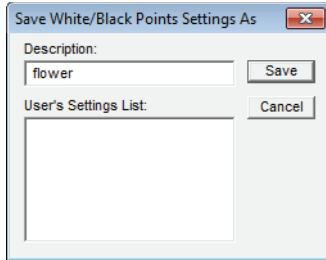 Save White/Black Points Settings As
Description:
flower
Save
User's Settings List:
Cancel